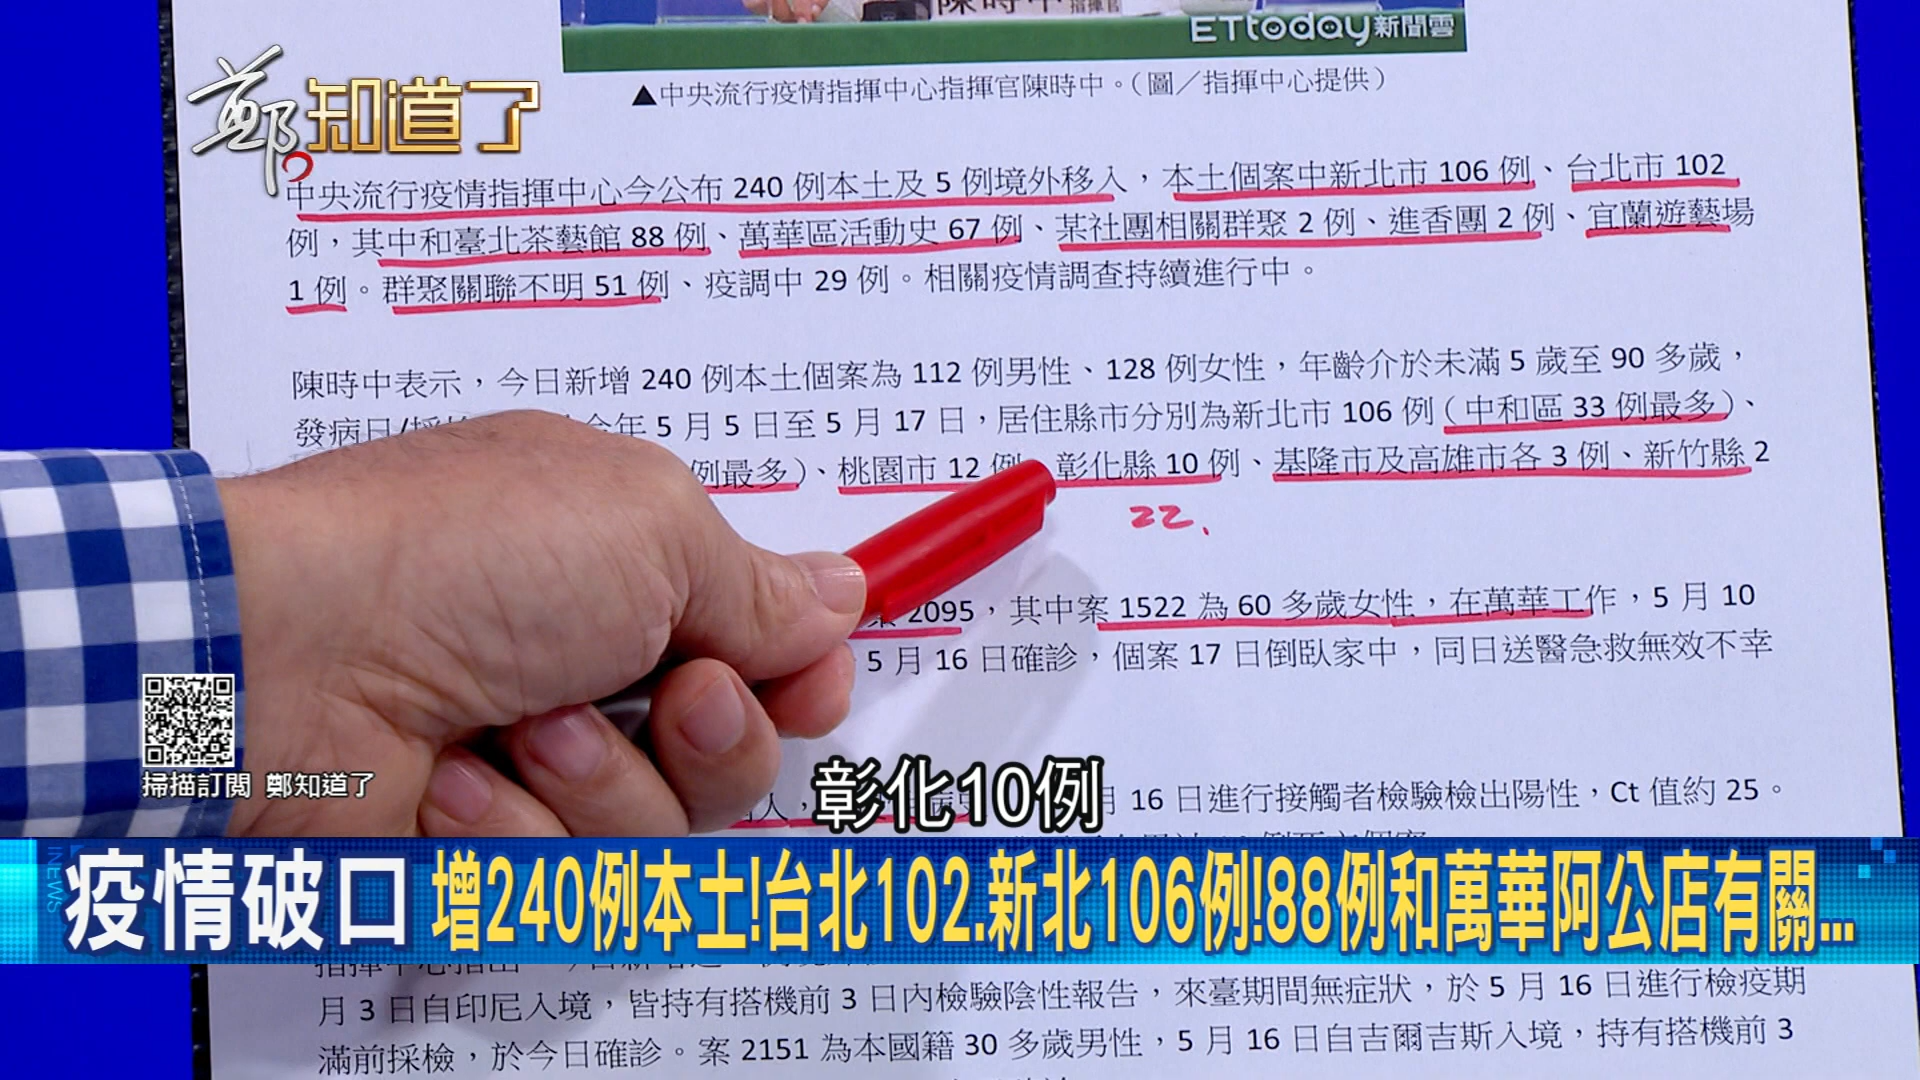 陳時中 指揮官
ETtoday新聞雲
鄭知道了
▲中央流行疫情指揮中心指揮官陳時中。(圖／指揮中心提供)
中央流行疫情指揮中心今公布 240 例本土及 5 例境外移入，本土個案中新北市 106 例、台北市 102
例，其中和臺北茶藝館 88 例、萬華區活動史 67 例、某社團相關群聚 2 例、進香團 2 例、宜蘭遊藝場
1 例。群聚關聯不明 51 例、疫調中 29 例。相關疫情調查持續進行中。
陳時中表示，今日新增 240 例本土個案為 112 例男性、128 例女性，年齡介於未滿 5 歲至 90 多歲，
發病日/採檢 今年 5 月 5 日至 5 月 17 日，居住縣市分別為新北市 106 例（中和區 33 例最多）、
例最多）、桃園市 12 例、彰化縣 10 例、基隆市及高雄市各 3 例、新竹縣 2
22.
案 2095，其中案 1522 為 60 多歲女性，在萬華工作，5 月 10
5 月 16 日確診，個案 17 日倒臥家中，同日送醫急救無效不幸
掃描訂閱 鄭知道了
月 16 日進行接觸者檢驗檢出陽性，Ct 值約 25。
彰化10例
iNEWS
疫情破口 增240例本土!台北102.新北106例!88例和萬華阿公店有關...
月 3 日自印尼入境，皆持有搭機前 3 日內檢驗陰性報告，來臺期間無症狀，於 5 月 16 日進行檢疫期
滿前採檢，於今日確診。案 2151 為本國籍 30 多歲男性，5 月 16 日自吉爾吉斯入境，持有搭機前 3